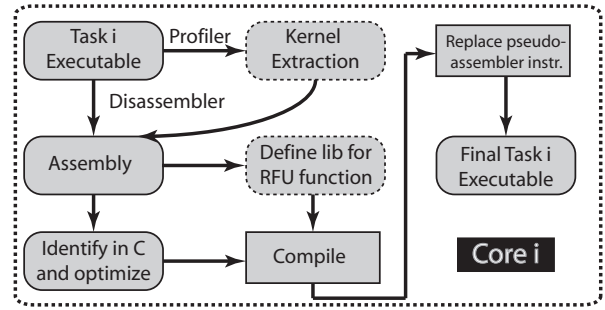 Task i
Executable
Profiler
Kernel
Extraction
Replace pseudo-
assembler instr.
Disassembler
Assembly
Define lib for
RFU function
Final Task i
Executable
Identify in C
and optimize
Compile
Core i